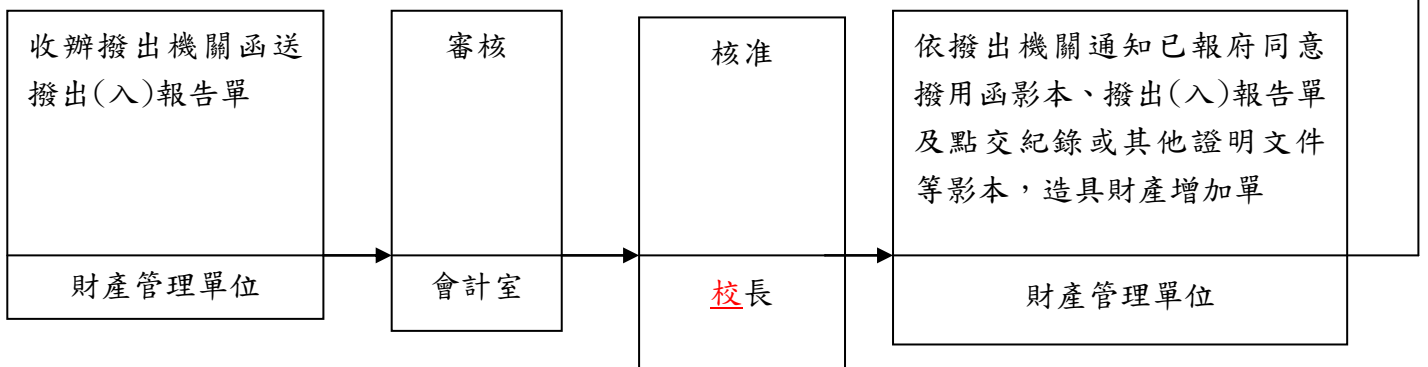 收辦撥出機關函送
撥出(入)報告單
財產管理單位
審核
會計室
核准
校長
依撥出機關通知已報府同意
撥用函影本、撥出(入)報告單
及點交紀錄或其他證明文件
等影本，造具財產增加單
財產管理單位